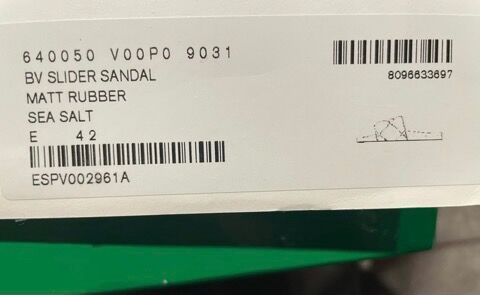 640050 V00P0 9031
BV SLIDER SANDAL
MATT RUBBER
SEA SALT
E 42
ESPV002961A
8096633697